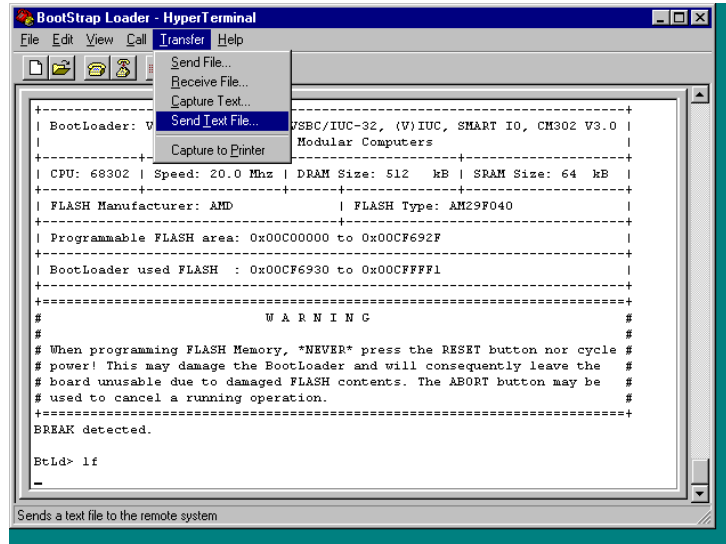 BootStrap Loader - HyperTerminal
File Edit View Call Transfer Help
Send File...
Receive File...
Capture Text...
Send Text File...
Capture to Printer
BootLoader: V VSBC/IUC-32, (V)IUC, SMART IO, CM302 V3.0
Modular Computers
CPU: 68302 | Speed: 20.0 Mhz | DRAM Size: 512 kB | SRAM Size: 64 kB
FLASH Manufacturer: AMD | FLASH Type: AM29F040
Programmable FLASH area: 0x00C00000 to 0x00CF692F
BootLoader used FLASH : 0x00CF6930 to 0x00CFFFF1
W A R N I N G
# When programming FLASH Memory, *NEVER* press the RESET button nor cycle #
# power! This may damage the BootLoader and will consequently leave the #
# board unusable due to damaged FLASH contents. The ABORT button may be #
# used to cancel a running operation. #
BREAK detected.
BtLd> lf
Sends a text file to the remote system